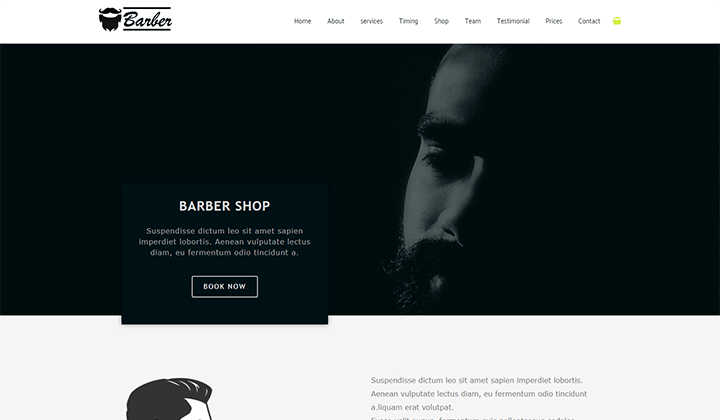 Barber
Home About services Timing Shop Team Testimonial Prices Contact
BARBER SHOP
Suspendisse dictum leo sit amet sapien
imperdiet lobortis. Aenean vulputate lectus
diam, eu fermentum odio tincidunt a.
BOOK NOW
Suspendisse dictum leo sit amet sapien imperdiet lobortis.
Aenean vulputate lectus diam, eu fermentum odio tincidunt
a.liquam erat volutpat.